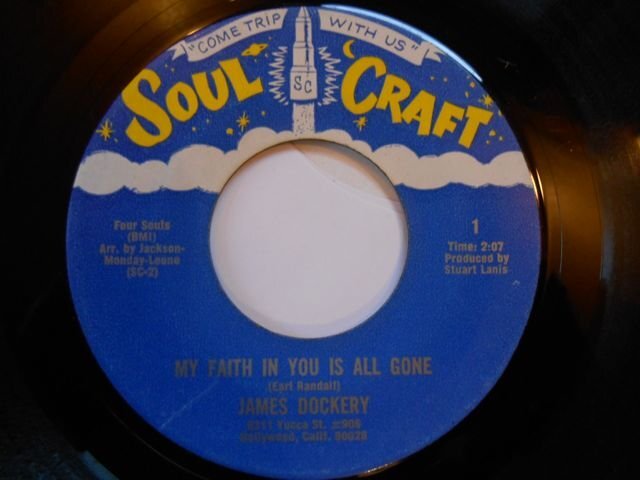 "COME TRIP WITH US"
SC
SOUL CRAFT
Four Souls
(BMI)
Arr. by Jackson-
Monday-Leone
(SC-2)
1
Time: 2:07
Produced by
Stuart Lanis
MY FAITH IN YOU IS ALL GONE
(Earl Randall)
JAMES DOCKERY
6311 Yucca St. #906
Hollywood, Calif. 90028